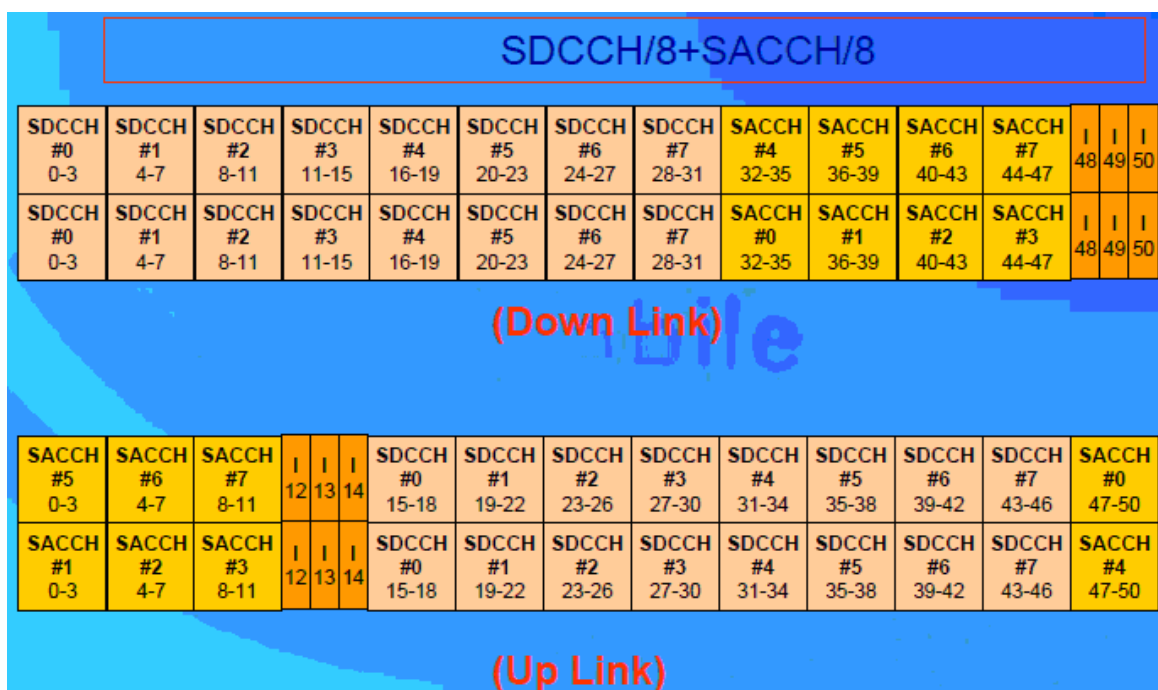 SDCCH/8+SACCH/8
SDCCH SDCCH SDCCH SDCCH SDCCH SDCCH SDCCH SDCCH SACCH SACCH SACCH SACCH I I I
#0 #1 #2 #3 #4 #5 #6 #7 #4 #5 #6 #7 48 49 50
0-3 4-7 8-11 11-15 16-19 20-23 24-27 28-31 32-35 36-39 40-43 44-47
SDCCH SDCCH SDCCH SDCCH SDCCH SDCCH SDCCH SDCCH SACCH SACCH SACCH SACCH I I I
#0 #1 #2 #3 #4 #5 #6 #7 #0 #1 #2 #3 48 49 50
0-3 4-7 8-11 11-15 16-19 20-23 24-27 28-31 32-35 36-39 40-43 44-47
(Down Link)
SACCH SACCH SACCH I I I SDCCH SDCCH SDCCH SDCCH SDCCH SDCCH SDCCH SDCCH SACCH
#5 #6 #7 12 13 14 #0 #1 #2 #3 #4 #5 #6 #7 #0
0-3 4-7 8-11 15-18 19-22 23-26 27-30 31-34 35-38 39-42 43-46 47-50
SACCH SACCH SACCH I I I SDCCH SDCCH SDCCH SDCCH SDCCH SDCCH SDCCH SDCCH SACCH
#1 #2 #3 12 13 14 #0 #1 #2 #3 #4 #5 #6 #7 #4
0-3 4-7 8-11 15-18 19-22 23-26 27-30 31-34 35-38 39-42 43-46 47-50
(Up Link)